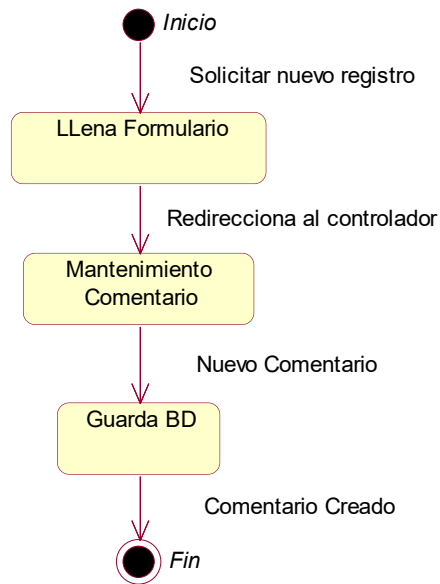 Inicio
Solicitar nuevo registro
LLena Formulario
Redirecciona al controlador
Mantenimiento
Comentario
Nuevo Comentario
Guarda BD
Comentario Creado
Fin